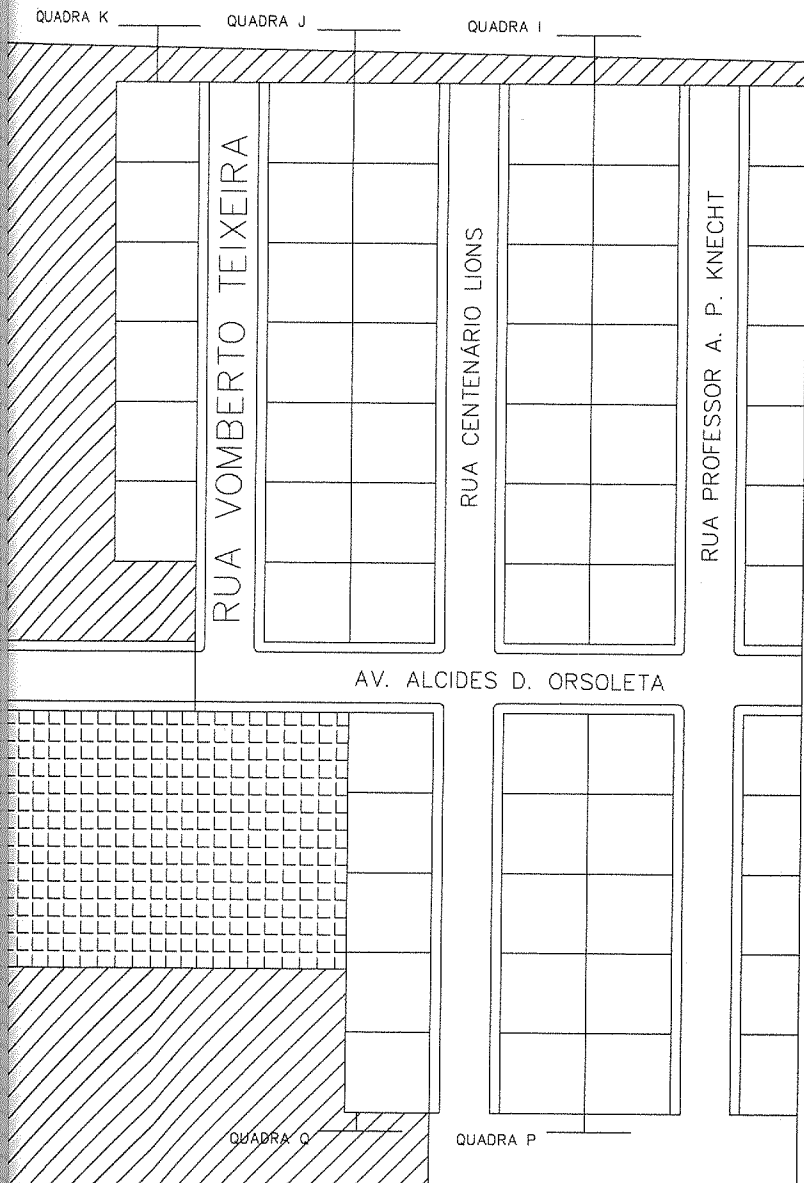 QUADRA K
QUADRA J
QUADRA I
RUA VOMBERTO TEIXEIRA
RUA CENTENÁRIO LIONS
RUA PROFESSOR A. P. KNECHT
AV. ALCIDES D. ORSOLETA
QUADRA Q
QUADRA P